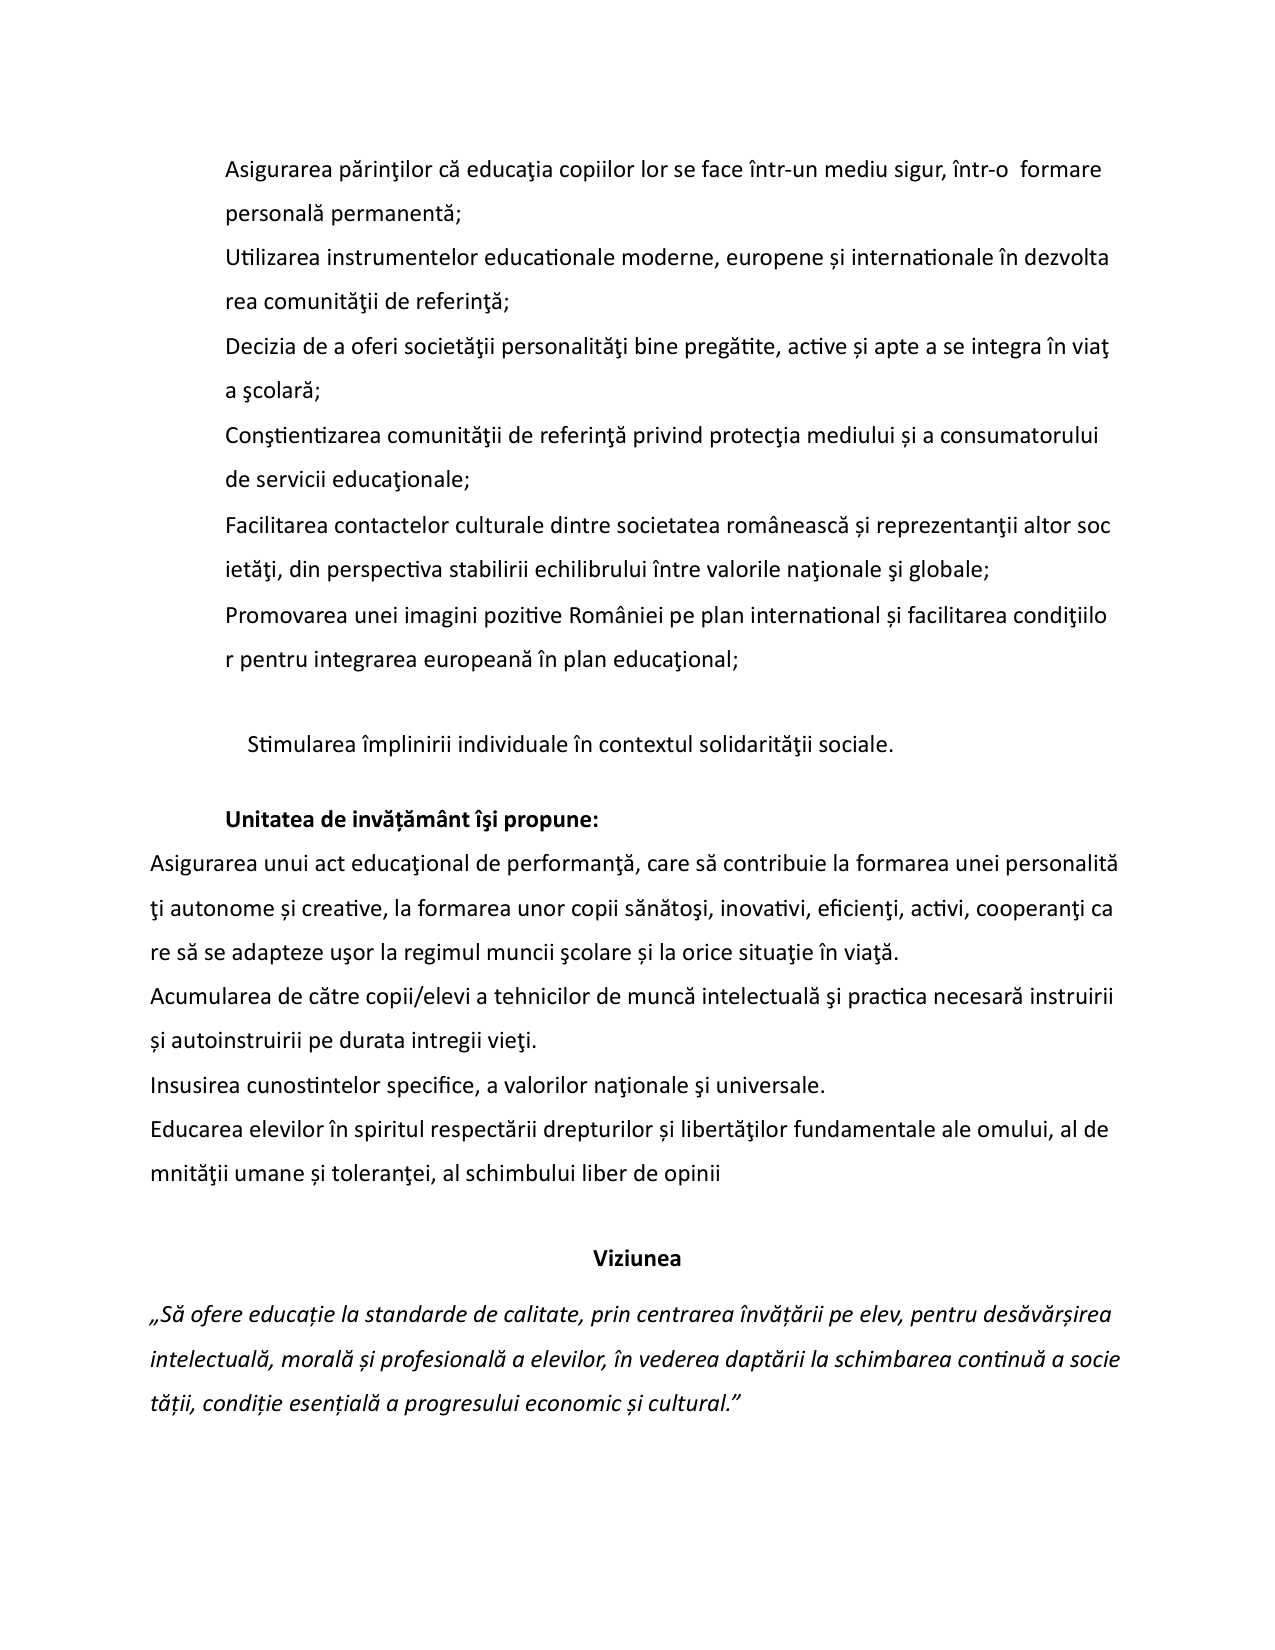 Asigurarea părinţilor că educaţia copiilor lor se face într-un mediu sigur, într-o  formare
personală permanentă;
Utilizarea instrumentelor educationale moderne, europene și internationale în dezvolta
rea comunităţii de referinţă;
Decizia de a oferi societăţii personalităţi bine pregătite, active și apte a se integra în viaţ
a şcolară;
Conştientizarea comunităţii de referinţă privind protecţia mediului și a consumatorului
de servicii educaţionale;
Facilitarea contactelor culturale dintre societatea românească și reprezentanţii altor soc
ietăţi, din perspectiva stabilirii echilibrului între valorile naţionale şi globale;
Promovarea unei imagini pozitive României pe plan international și facilitarea condiţiilo
r pentru integrarea europeană în plan educaţional;
Stimularea împlinirii individuale în contextul solidarităţii sociale.
Unitatea de invățământ îşi propune:
Asigurarea unui act educaţional de performanţă, care să contribuie la formarea unei personalită
ţi autonome și creative, la formarea unor copii sănătoşi, inovativi, eficienţi, activi, cooperanţi ca
re să se adapteze uşor la regimul muncii şcolare și la orice situaţie în viaţă.
Acumularea de către copii/elevi a tehnicilor de muncă intelectuală şi practica necesară instruirii
și autoinstruirii pe durata intregii vieţi.
Insusirea cunostintelor specifice, a valorilor naţionale şi universale.
Educarea elevilor în spiritul respectării drepturilor și libertăţilor fundamentale ale omului, al de
mnităţii umane și toleranţei, al schimbului liber de opinii
Viziunea
„Să ofere educație la standarde de calitate, prin centrarea învățării pe elev, pentru desăvărșirea
intelectuală, morală și profesională a elevilor, în vederea daptării la schimbarea continuă a socie
tății, condiție esențială a progresului economic și cultural.”